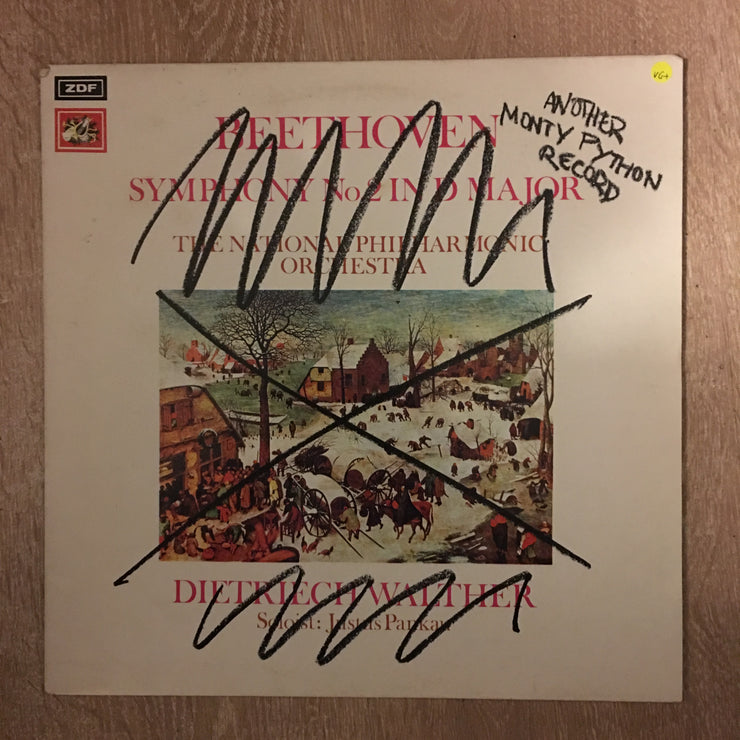 ZDF
VG+
ANOTHER
MONTY PYTHON
RECORD
BEETHOVEN
SYMPHONY No.2 IN D MAJOR
THE NATIONAL PHILHARMONIC
ORCHESTRA
DIETRIECH WALTHER
Soloist: Justus Pankau